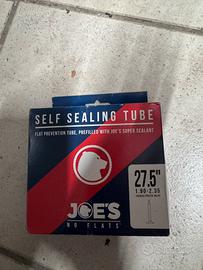 SELF SEALING TUBE
FLAT PREVENTION TUBE, PREFILLED WITH JOE'S SUPER SEALANT
27.5"
1.90-2.35
JOE'S
NO FLATS